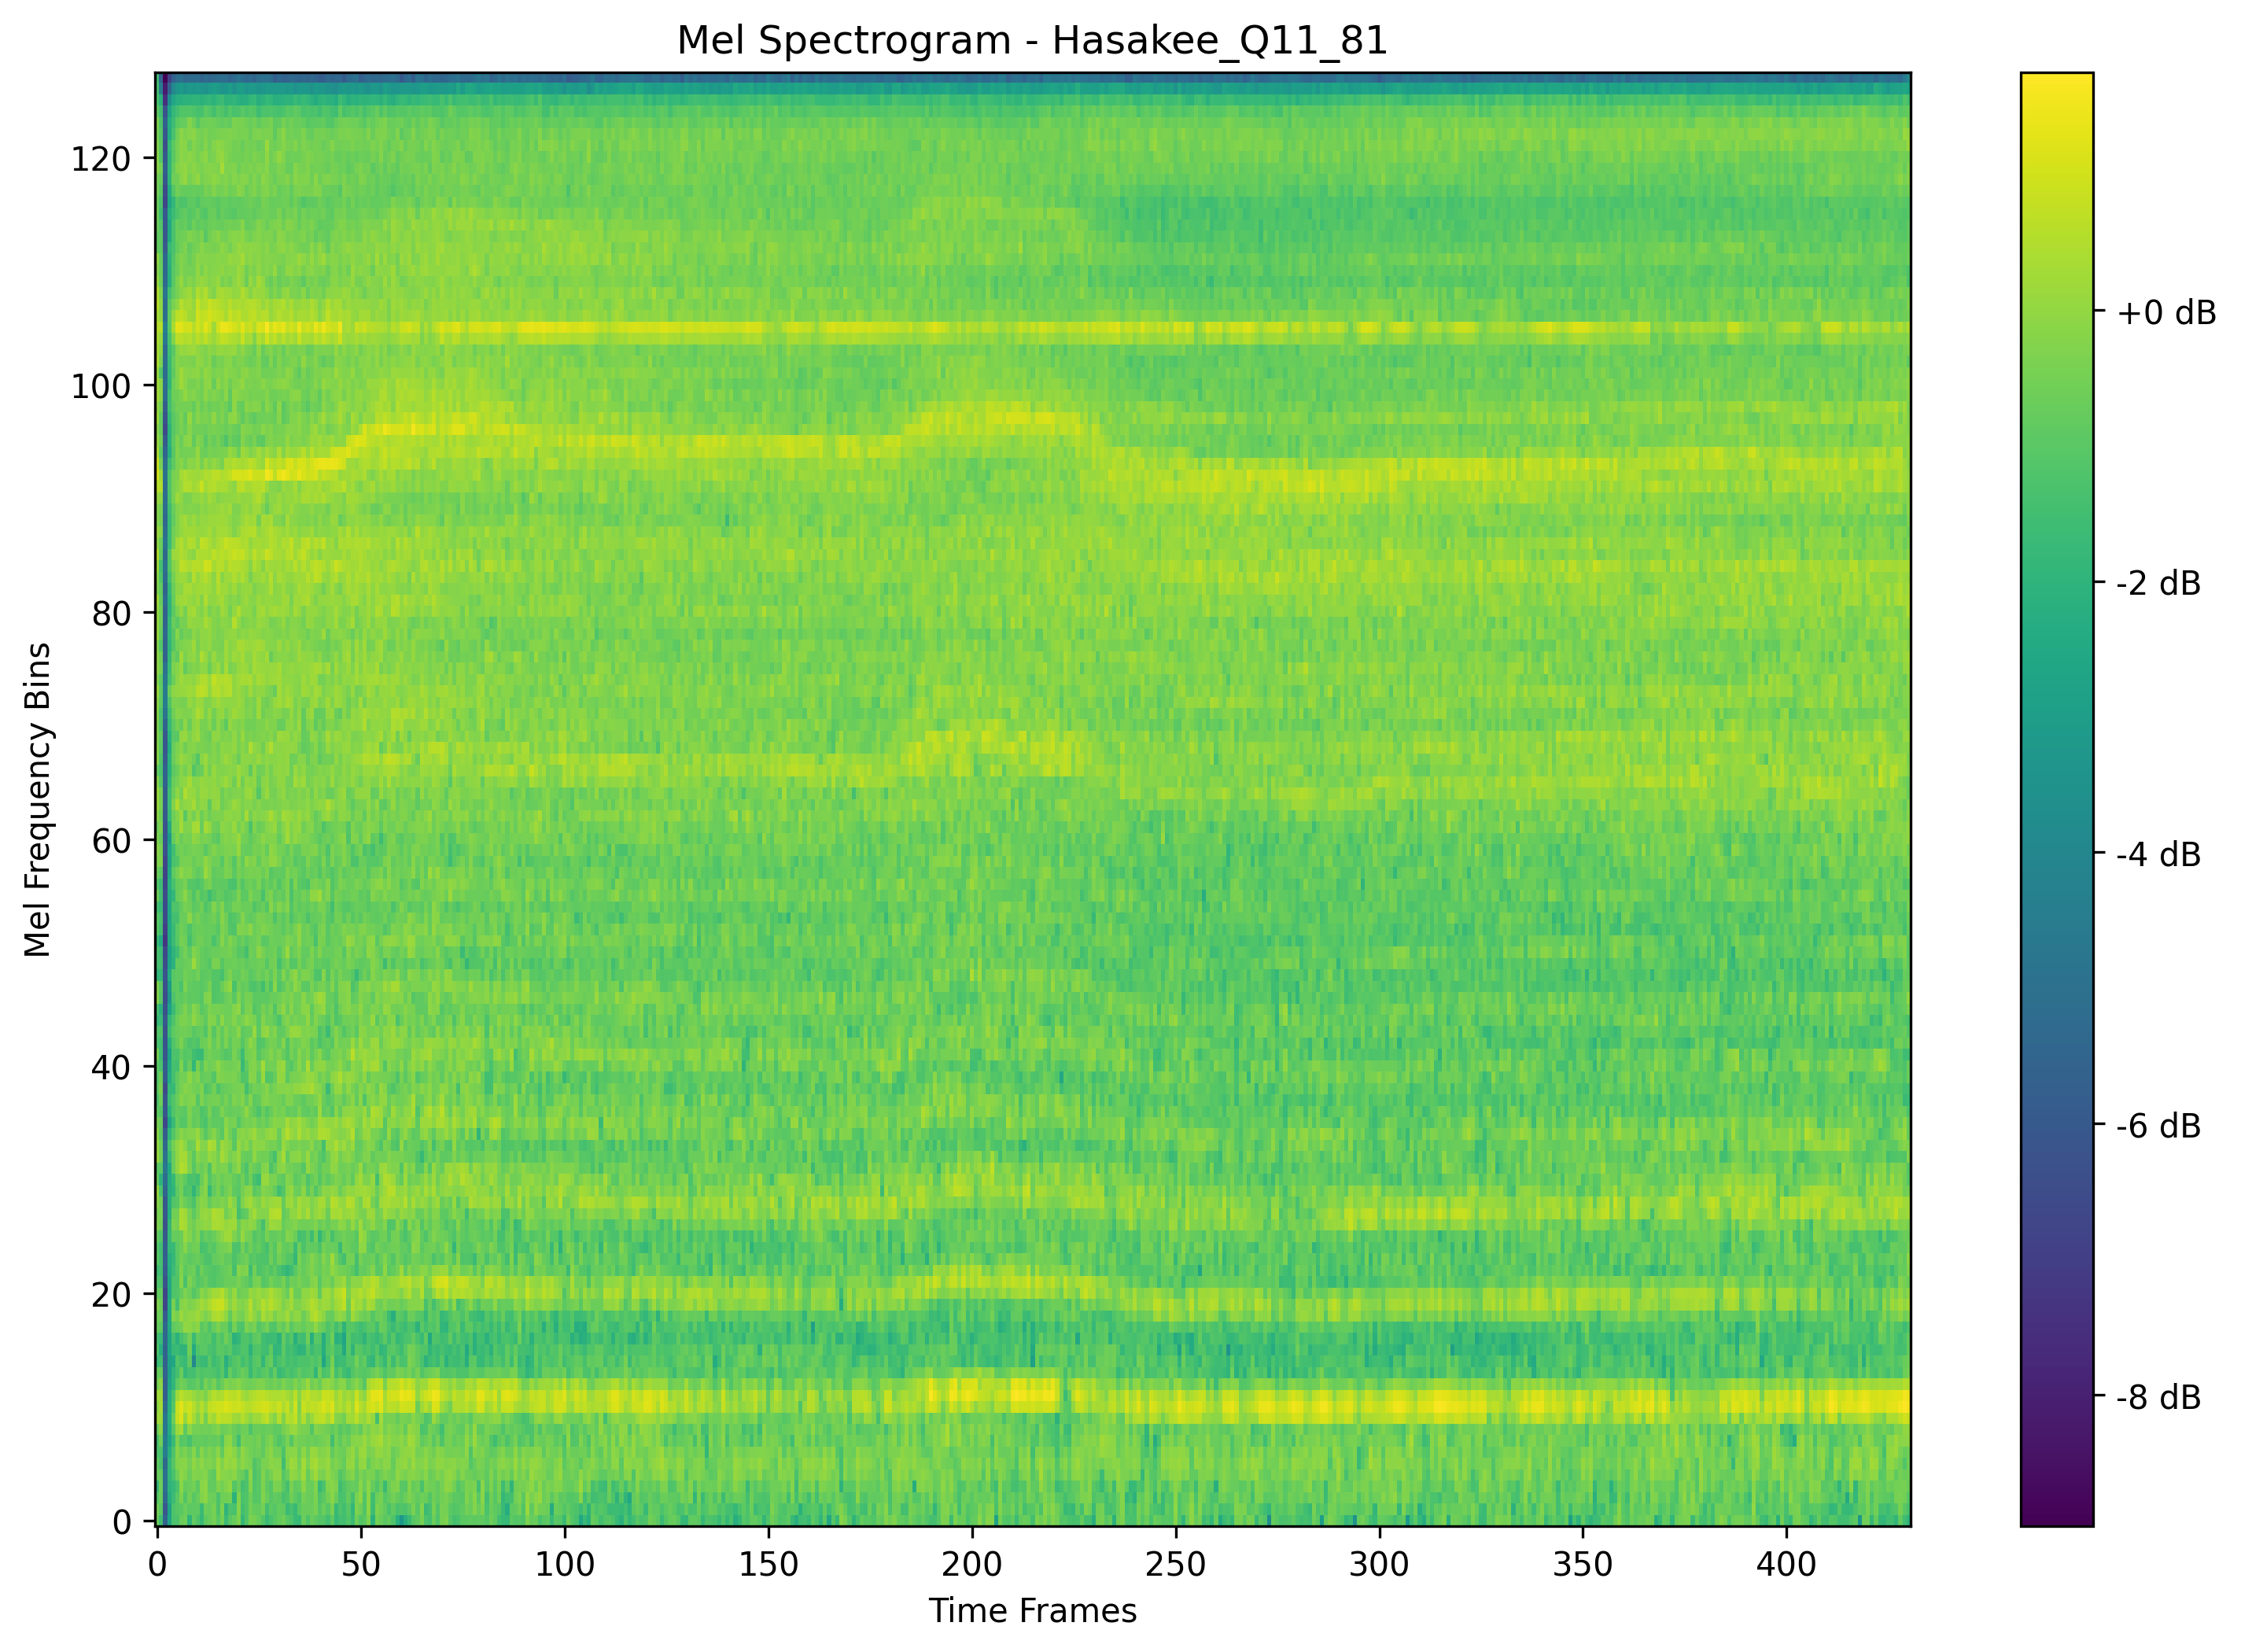 Mel Spectrogram - Hasakee_Q11_81
Mel Frequency Bins
120
100
80
60
40
20
0
0 50 100 150 200 250 300 350 400
Time Frames
+0 dB
-2 dB
-4 dB
-6 dB
-8 dB